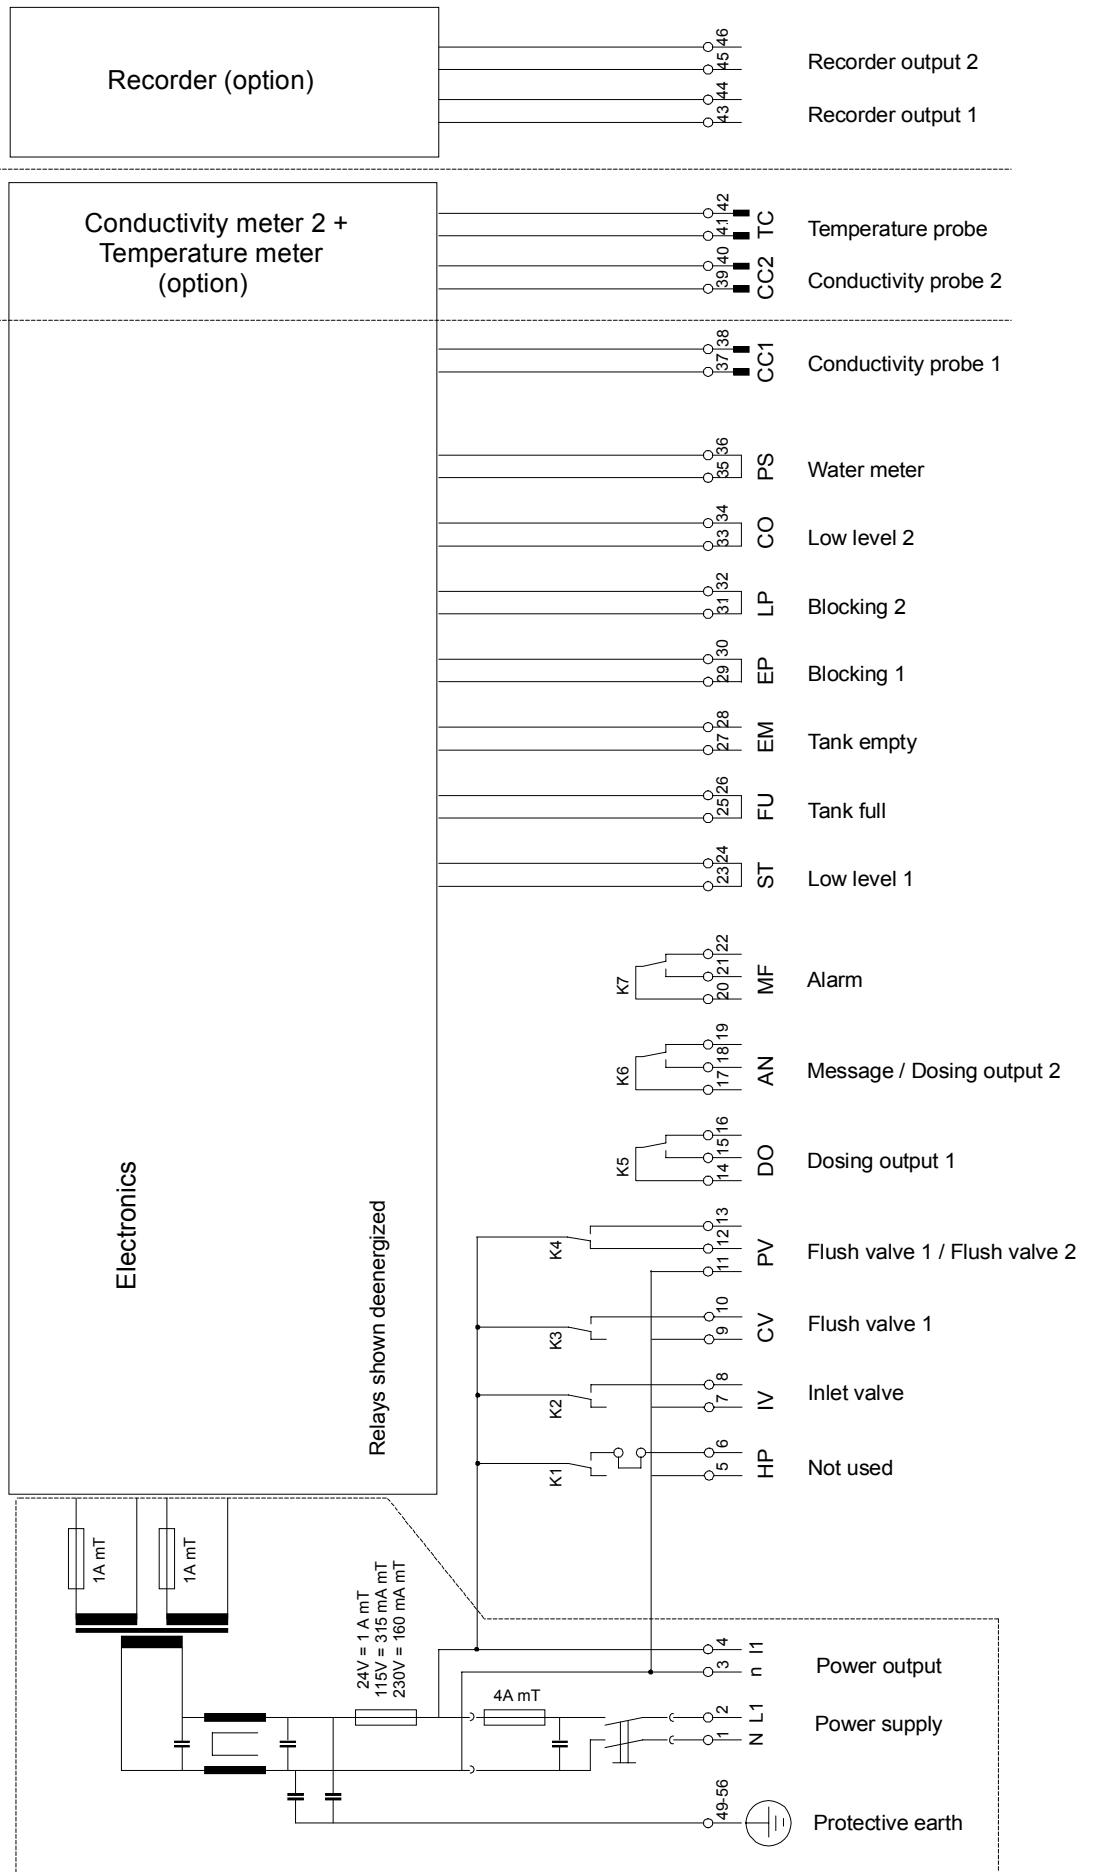 Recorder (option)
46
45
Recorder output 2
44
43
Recorder output 1
Conductivity meter 2 +
Temperature meter
(option)
42
41
TC
Temperature probe
40
39
CC2
Conductivity probe 2
38
37
CC1
Conductivity probe 1
36
35
PS
Water meter
34
33
CO
Low level 2
32
31
LP
Blocking 2
30
29
EP
Blocking 1
28
27
EM
Tank empty
26
25
FU
Tank full
24
23
ST
Low level 1
K7
22
21
20
MF
Alarm
K6
19
18
17
AN
Message / Dosing output 2
K5
16
15
14
DO
Dosing output 1
Electronics
Relays shown deenergized
K4
13
12
11
PV
Flush valve 1 / Flush valve 2
K3
10
9
CV
Flush valve 1
K2
8
7
IV
Inlet valve
K1
6
5
HP
Not used
1A mT
1A mT
24V = 1 A mT
115V = 315 mA mT
230V = 160 mA mT
4
l1
3
n
Power output
4A mT
2
L1
1
N
Power supply
49-56
Protective earth